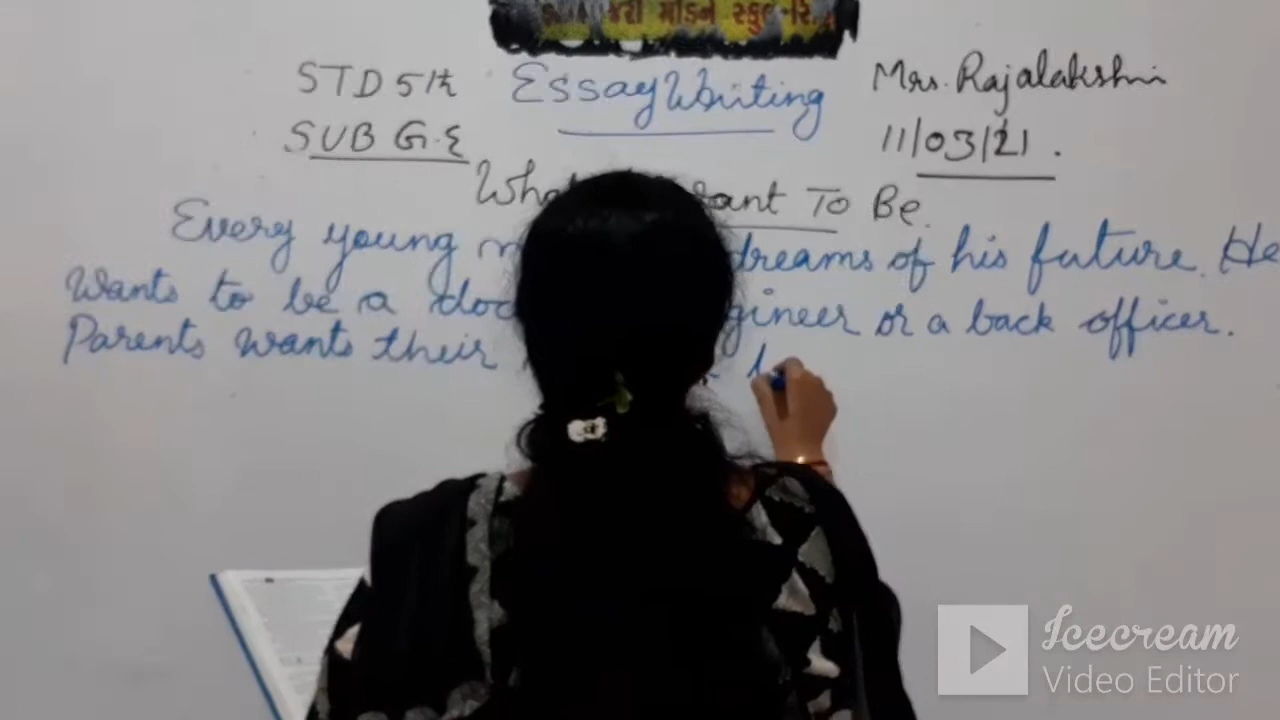 મોડર્ન સ્કુલ
STD 5th Essay Writing Mrs. Rajalakshmi
SUB G.E 11/03/21.
want To Be.
Every young dreams of his future. He
Wants to be a or a back officer.
Parents wants their
Icecream
Video Editor